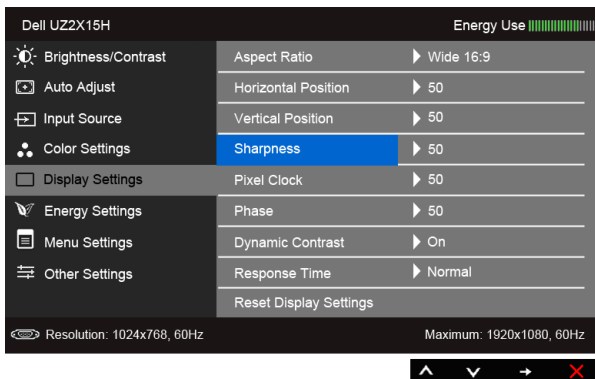 Dell UZ2X15H Energy Use
Brightness/Contrast Aspect Ratio Wide 16:9
Auto Adjust Horizontal Position 50
Input Source Vertical Position 50
Color Settings Sharpness 50
Display Settings Pixel Clock 50
Energy Settings Phase 50
Menu Settings Dynamic Contrast On
Other Settings Response Time Normal
Reset Display Settings
Resolution: 1024x768, 60Hz Maximum: 1920x1080, 60Hz